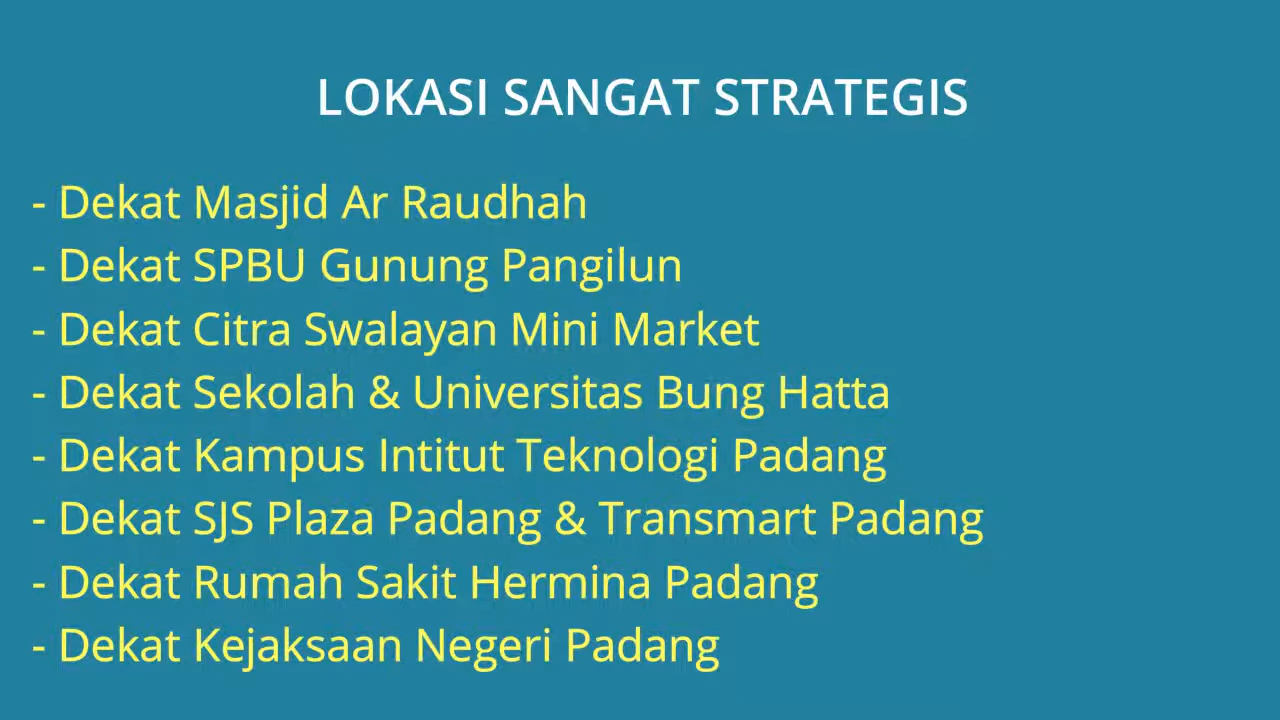 LOKASI SANGAT STRATEGIS
- Dekat Masjid Ar Raudhah
- Dekat SPBU Gunung Pangilun
- Dekat Citra Swalayan Mini Market
- Dekat Sekolah & Universitas Bung Hatta
- Dekat Kampus Intitut Teknologi Padang
- Dekat SJS Plaza Padang & Transmart Padang
- Dekat Rumah Sakit Hermina Padang
- Dekat Kejaksaan Negeri Padang